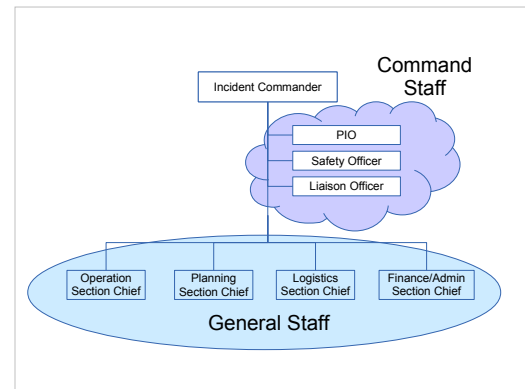 Command
Staff
Incident Commander
PIO
Safety Officer
Liaison Officer
Operation
Section Chief
Planning
Section Chief
Logistics
Section Chief
Finance/Admin
Section Chief
General Staff